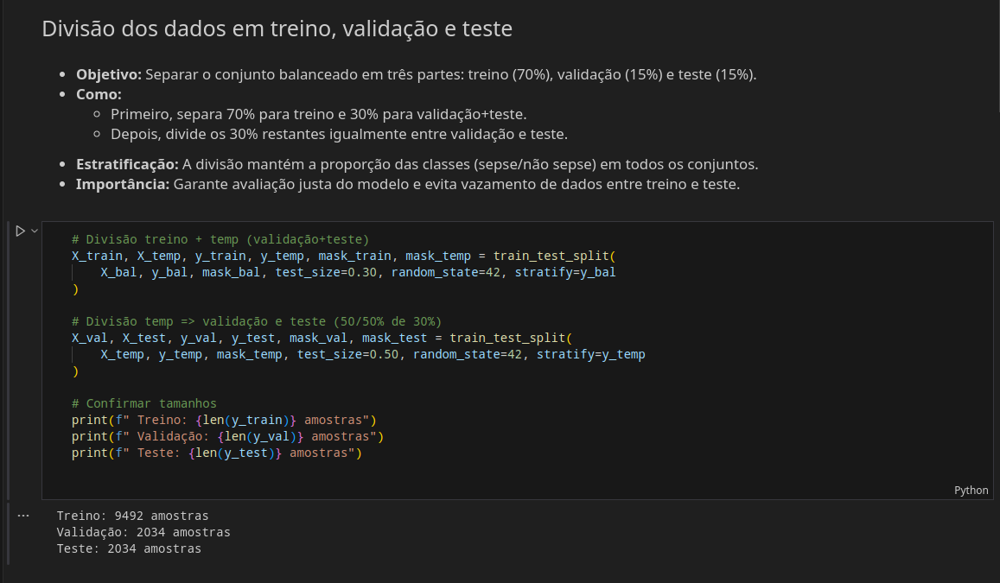 Divisão dos dados em treino, validação e teste
• Objetivo: Separar o conjunto balanceado em três partes: treino (70%), validação (15%) e teste (15%).
• Como:
◦ Primeiro, separa 70% para treino e 30% para validação+teste.
◦ Depois, divide os 30% restantes igualmente entre validação e teste.
• Estratificação: A divisão mantém a proporção das classes (sepse/não sepse) em todos os conjuntos.
• Importância: Garante avaliação justa do modelo e evita vazamento de dados entre treino e teste.
# Divisão treino + temp (validação+teste)
X_train, X_temp, y_train, y_temp, mask_train, mask_temp = train_test_split(
    X_bal, y_bal, mask_bal, test_size=0.30, random_state=42, stratify=y_bal
)
# Divisão temp => validação e teste (50/50% de 30%)
X_val, X_test, y_val, y_test, mask_val, mask_test = train_test_split(
    X_temp, y_temp, mask_temp, test_size=0.50, random_state=42, stratify=y_temp
)
# Confirmar tamanhos
print(f" Treino: {len(y_train)} amostras")
print(f" Validação: {len(y_val)} amostras")
print(f" Teste: {len(y_test)} amostras")
Python
...
Treino: 9492 amostras
Validação: 2034 amostras
Teste: 2034 amostras